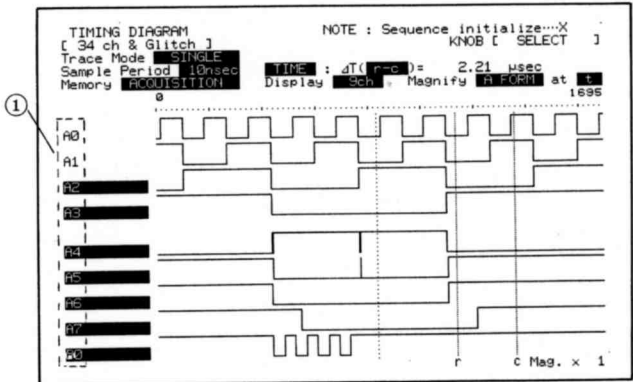 TIMING DIAGRAM NOTE : Sequence initialize····X
[ 34 ch & Glitch ] KNOB [ SELECT ]
Trace Mode SINGLE
Sample Period 10nsec TIME : ΔT( r-c )= 2.21 μsec
Memory ACQUISITION Display 9ch Magnify A FORM at t
0 1695
①
A0
A1
A2
A3
A4
A5
A6
A7
A0
r c Mag. × 1